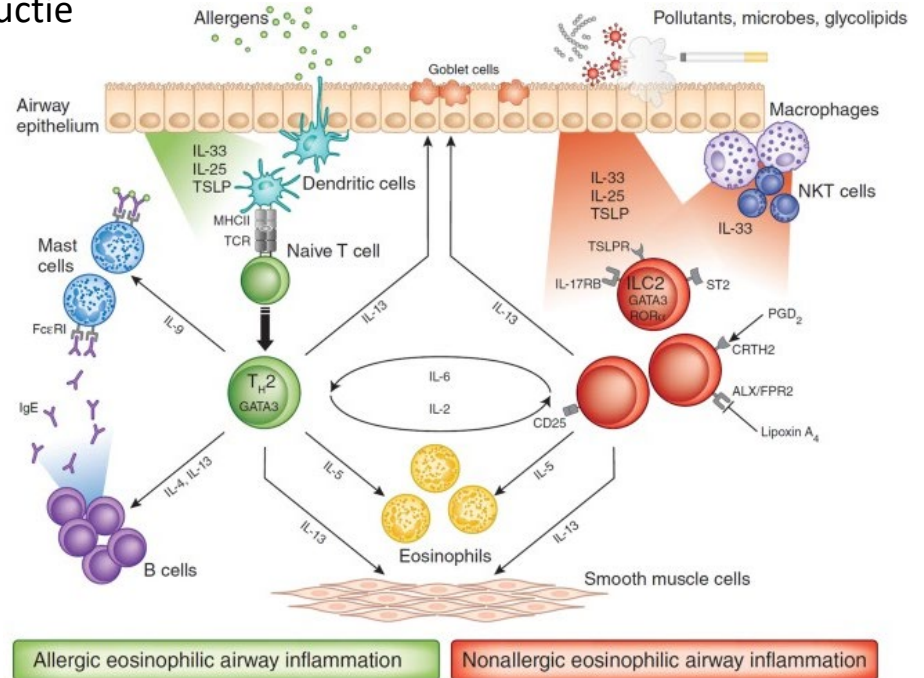 uctie
Allergens
Pollutants, microbes, glycolipids
Goblet cells
Airway
epithelium
Macrophages
IL-33
IL-25
TSLP
Dendritic cells
MHCII
TCR
Naive T cell
IL-33
IL-25
TSLP
NKT cells
IL-33
Mast
cells
FcεRI
IL-9
IL-13
IL-13
TSLPR
IL-17RB
ILC2
GATA3
RORα
ST2
PGD2
CRTH2
ALX/FPR2
Lipoxin A4
TH2
GATA3
IL-6
IL-2
CD25
IgE
IL-4, IL-13
IL-5
IL-5
IL-13
IL-13
Eosinophils
B cells
Smooth muscle cells
Allergic eosinophilic airway inflammation
Nonallergic eosinophilic airway inflammation